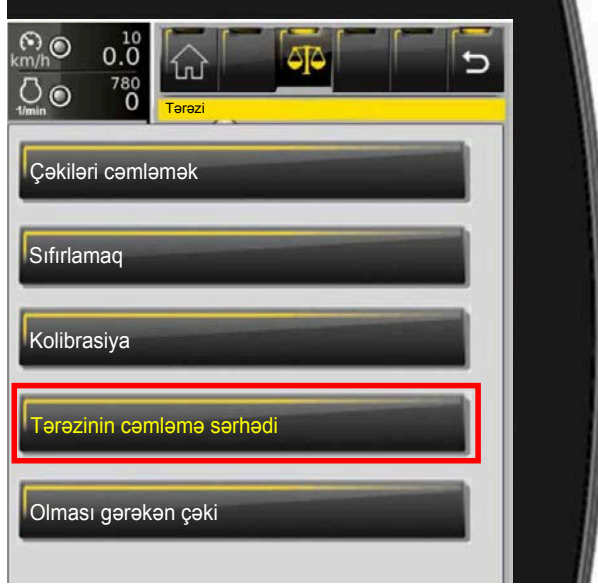 km/h
10
0.0
1/min
780
0
Tərəzi
Çəkiləri cəmləmək
Sıfırlamaq
Kolibrasiya
Tərəzinin cəmləmə sərhədi
Olması gərəkən çəki